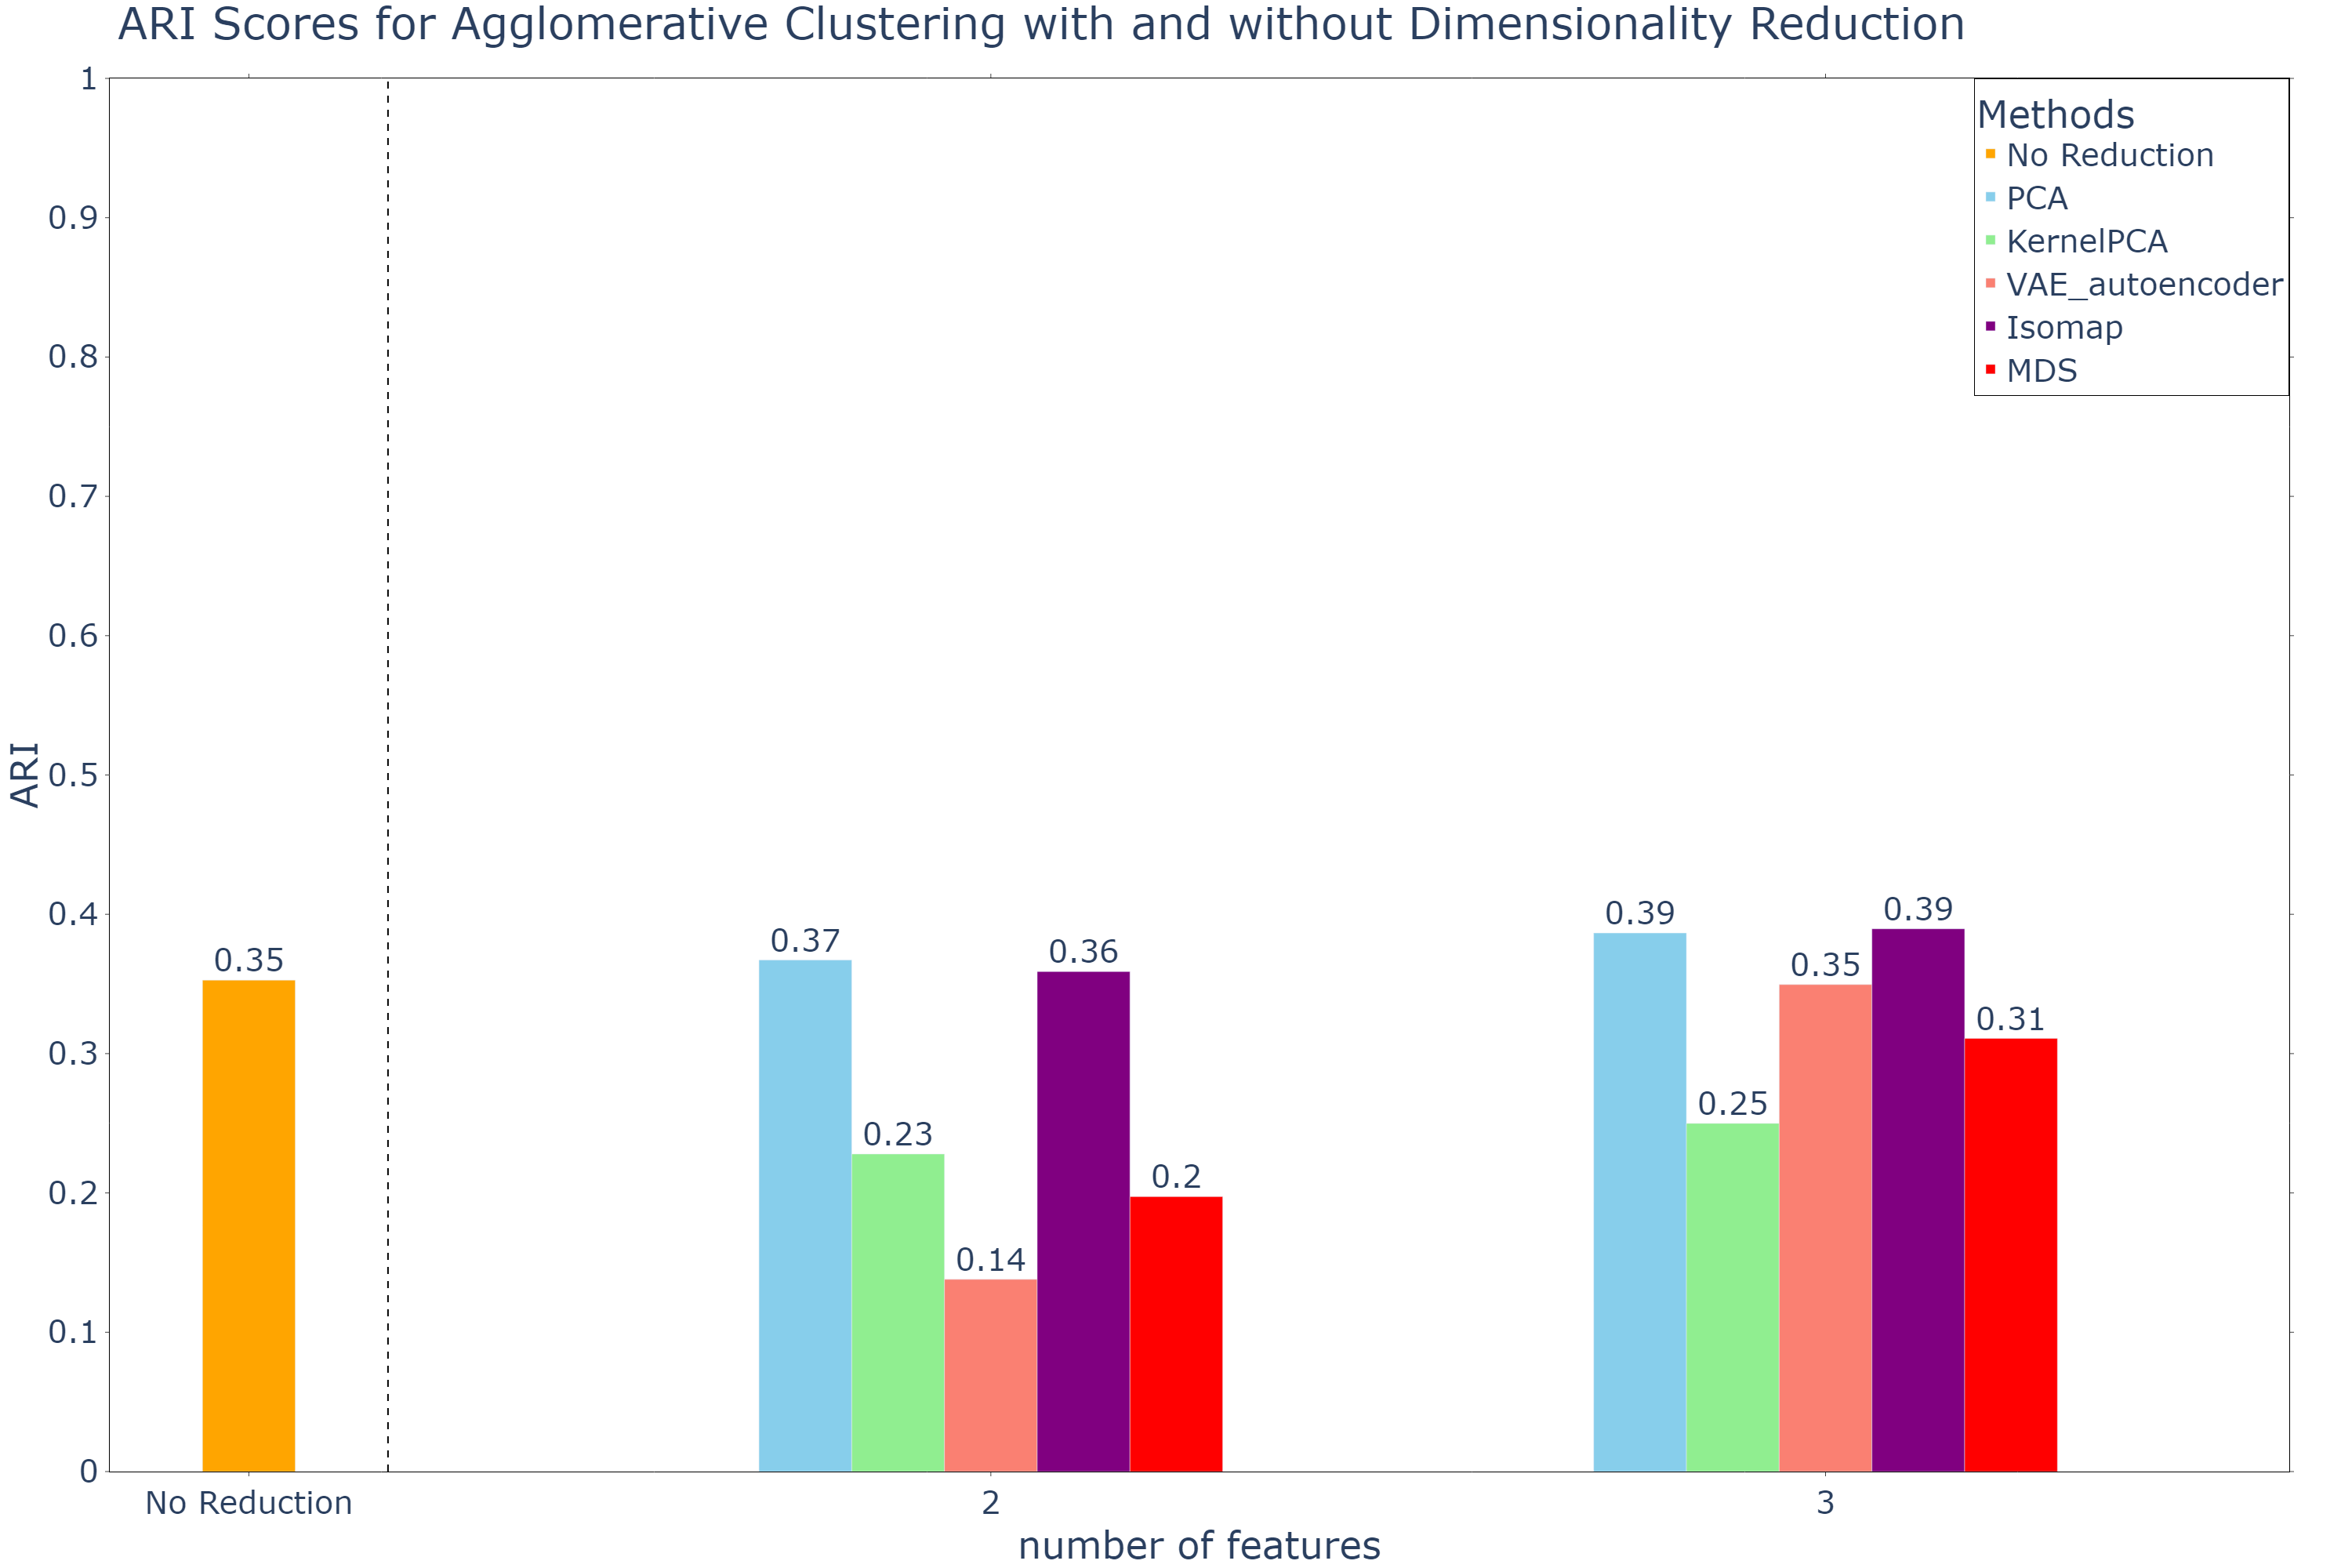 ARI Scores for Agglomerative Clustering with and without Dimensionality Reduction
Methods
No Reduction
PCA
KernelPCA
VAE_autoencoder
Isomap
MDS
ARI
1
0.9
0.8
0.7
0.6
0.5
0.4
0.3
0.2
0.1
0
0.35
0.37
0.23
0.14
0.36
0.2
0.39
0.25
0.35
0.39
0.31
No Reduction
2
3
number of features